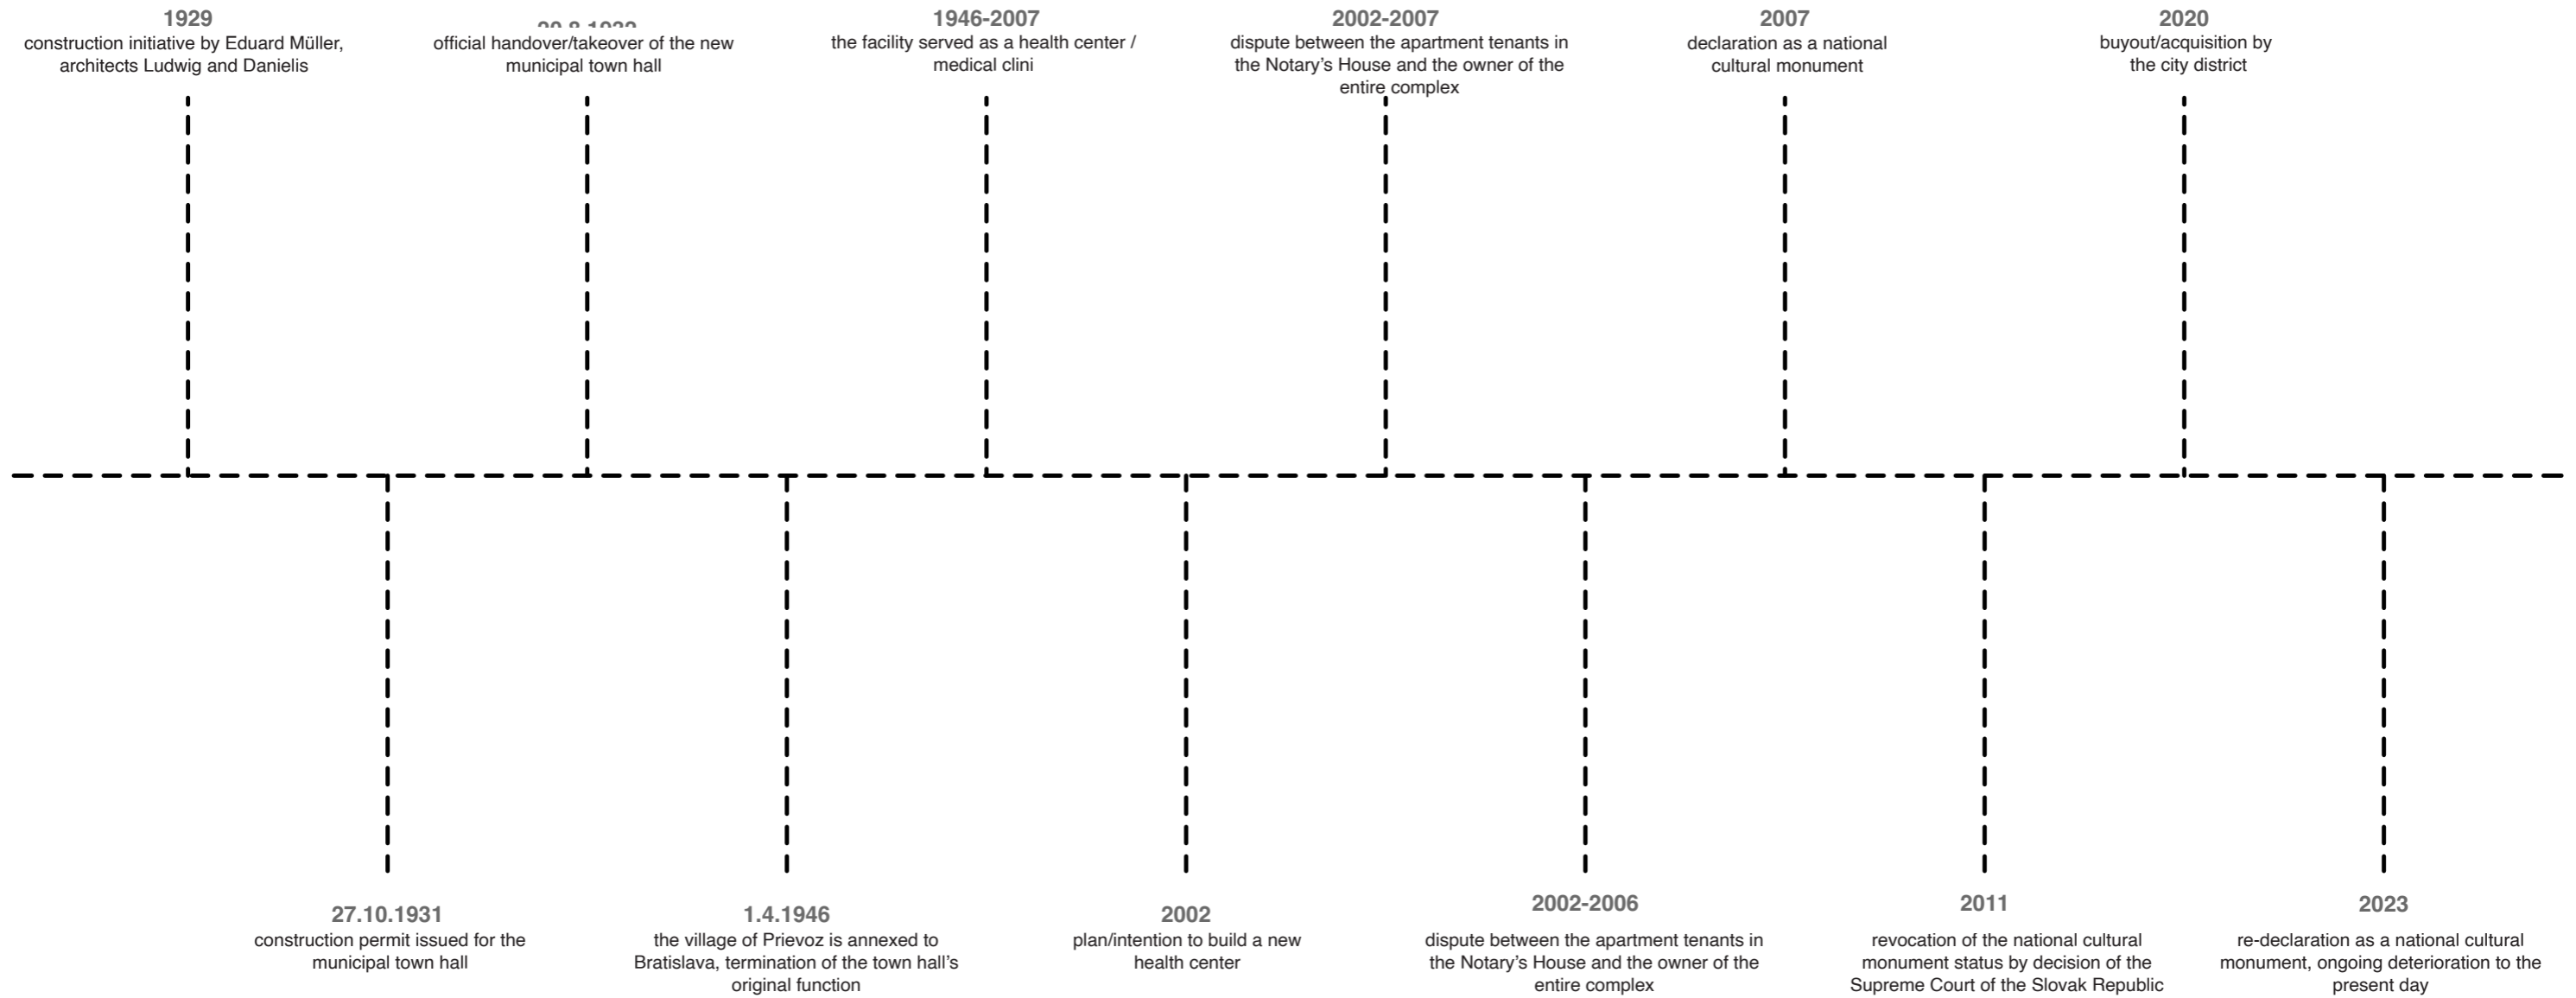 1929
construction initiative by Eduard Müller,
architects Ludwig and Danielis
official handover/takeover of the new
municipal town hall
1946-2007
the facility served as a health center /
medical clini
2002-2007
dispute between the apartment tenants in
the Notary's House and the owner of the
entire complex
2007
declaration as a national
cultural monument
2020
buyout/acquisition by
the city district
27.10.1931
construction permit issued for the
municipal town hall
1.4.1946
the village of Prievoz is annexed to
Bratislava, termination of the town hall's
original function
2002
plan/intention to build a new
health center
2002-2006
dispute between the apartment tenants in
the Notary's House and the owner of the
entire complex
2011
revocation of the national cultural
monument status by decision of the
Supreme Court of the Slovak Republic
2023
re-declaration as a national cultural
monument, ongoing deterioration to the
present day